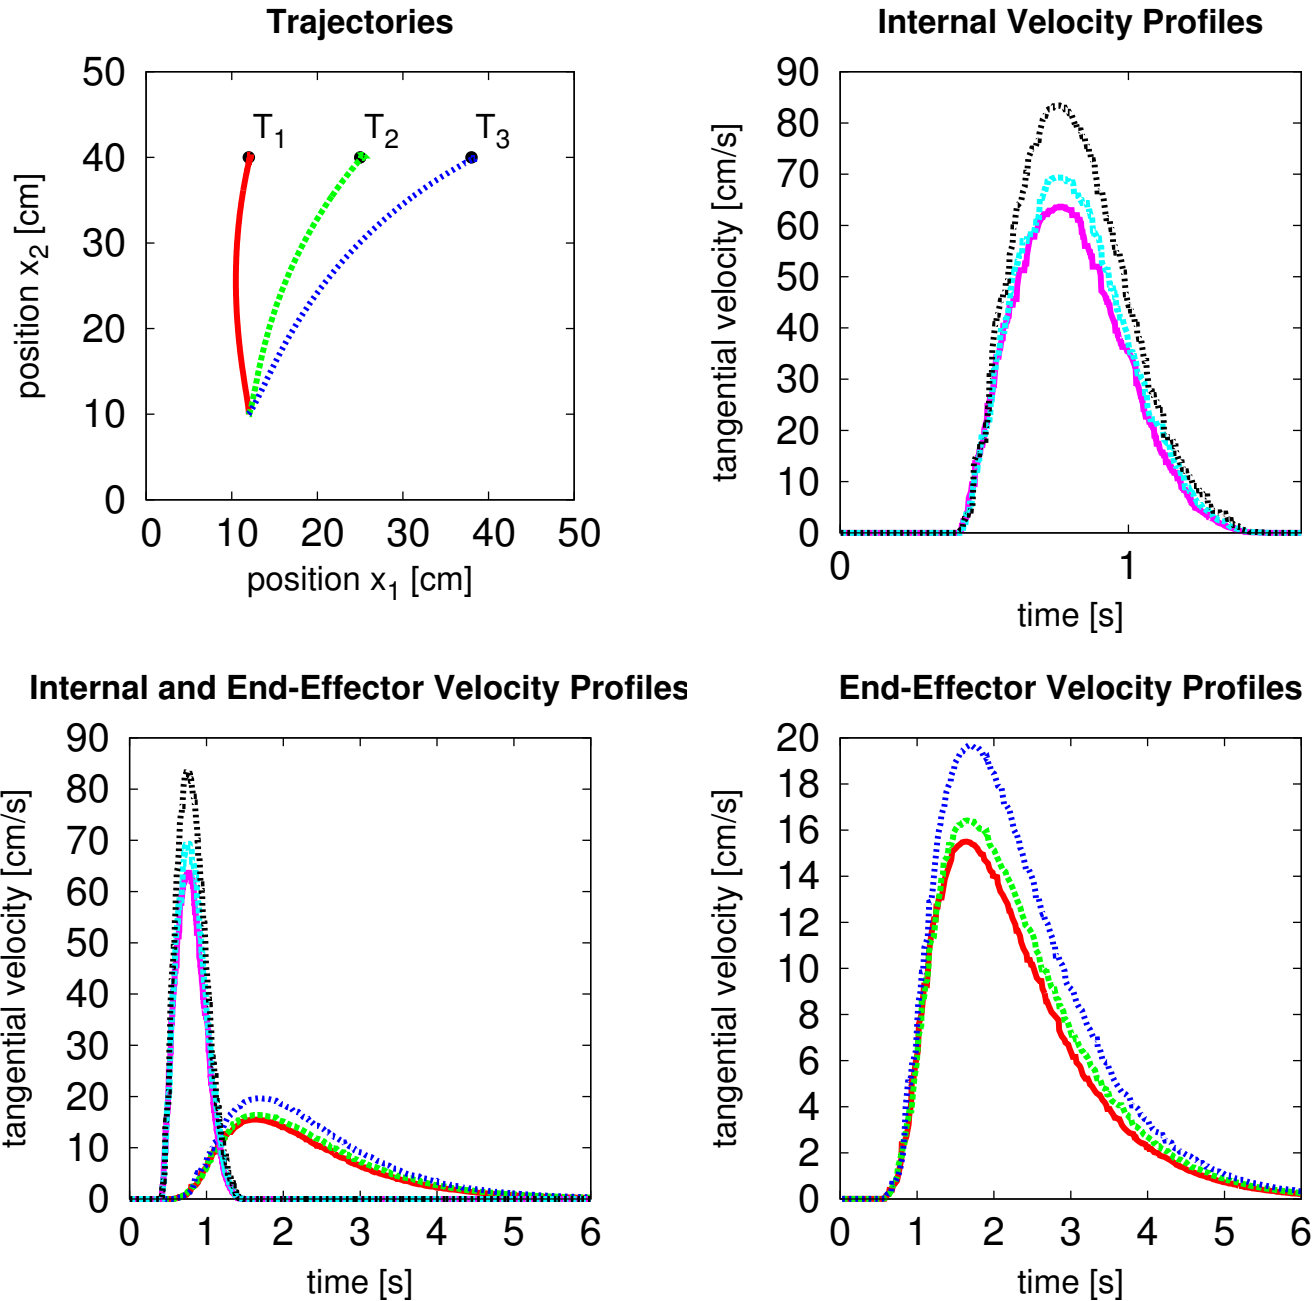 Trajectories
50
40
30
20
10
0
T1 T2 T3
0 10 20 30 40 50
position x1 [cm]
position x2 [cm]
Internal Velocity Profiles
90
80
70
60
50
40
30
20
10
0
0 1
time [s]
tangential velocity [cm/s]
Internal and End-Effector Velocity Profiles
90
80
70
60
50
40
30
20
10
0
0 1 2 3 4 5 6
time [s]
tangential velocity [cm/s]
End-Effector Velocity Profiles
20
18
16
14
12
10
8
6
4
2
0
0 1 2 3 4 5 6
time [s]
tangential velocity [cm/s]